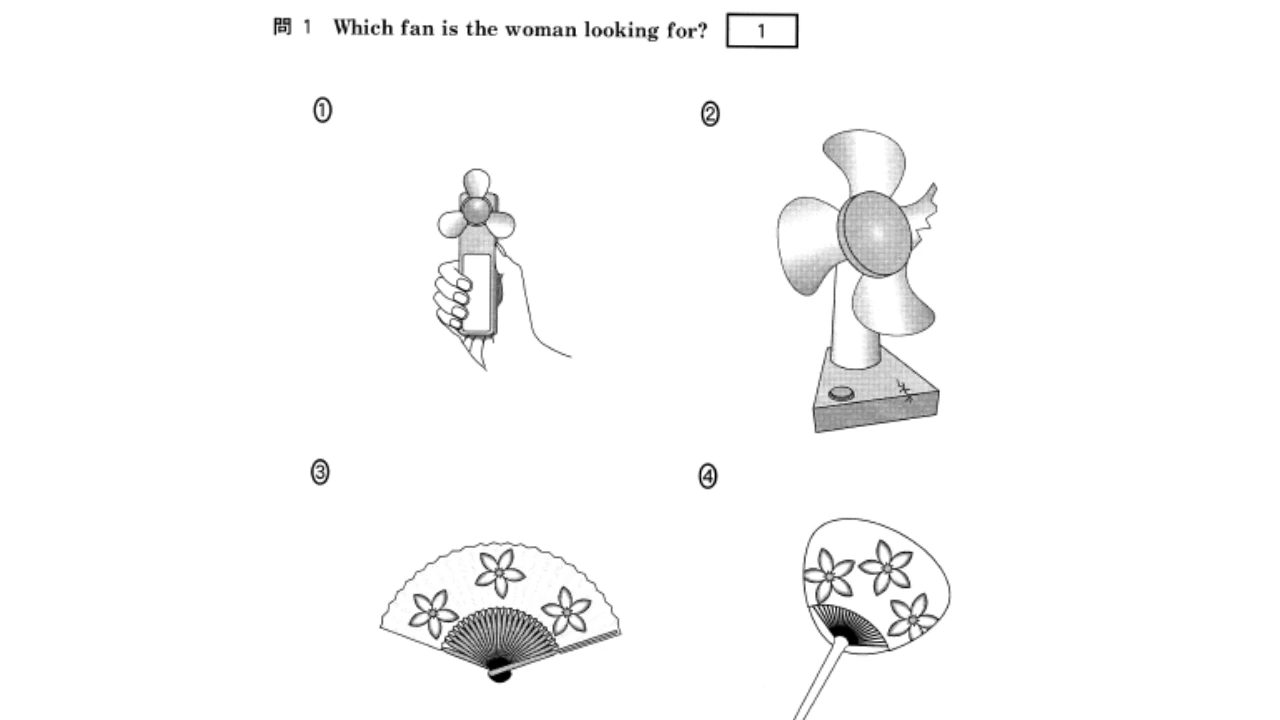 問 1 Which fan is the woman looking for? 1
① ②
③ ④